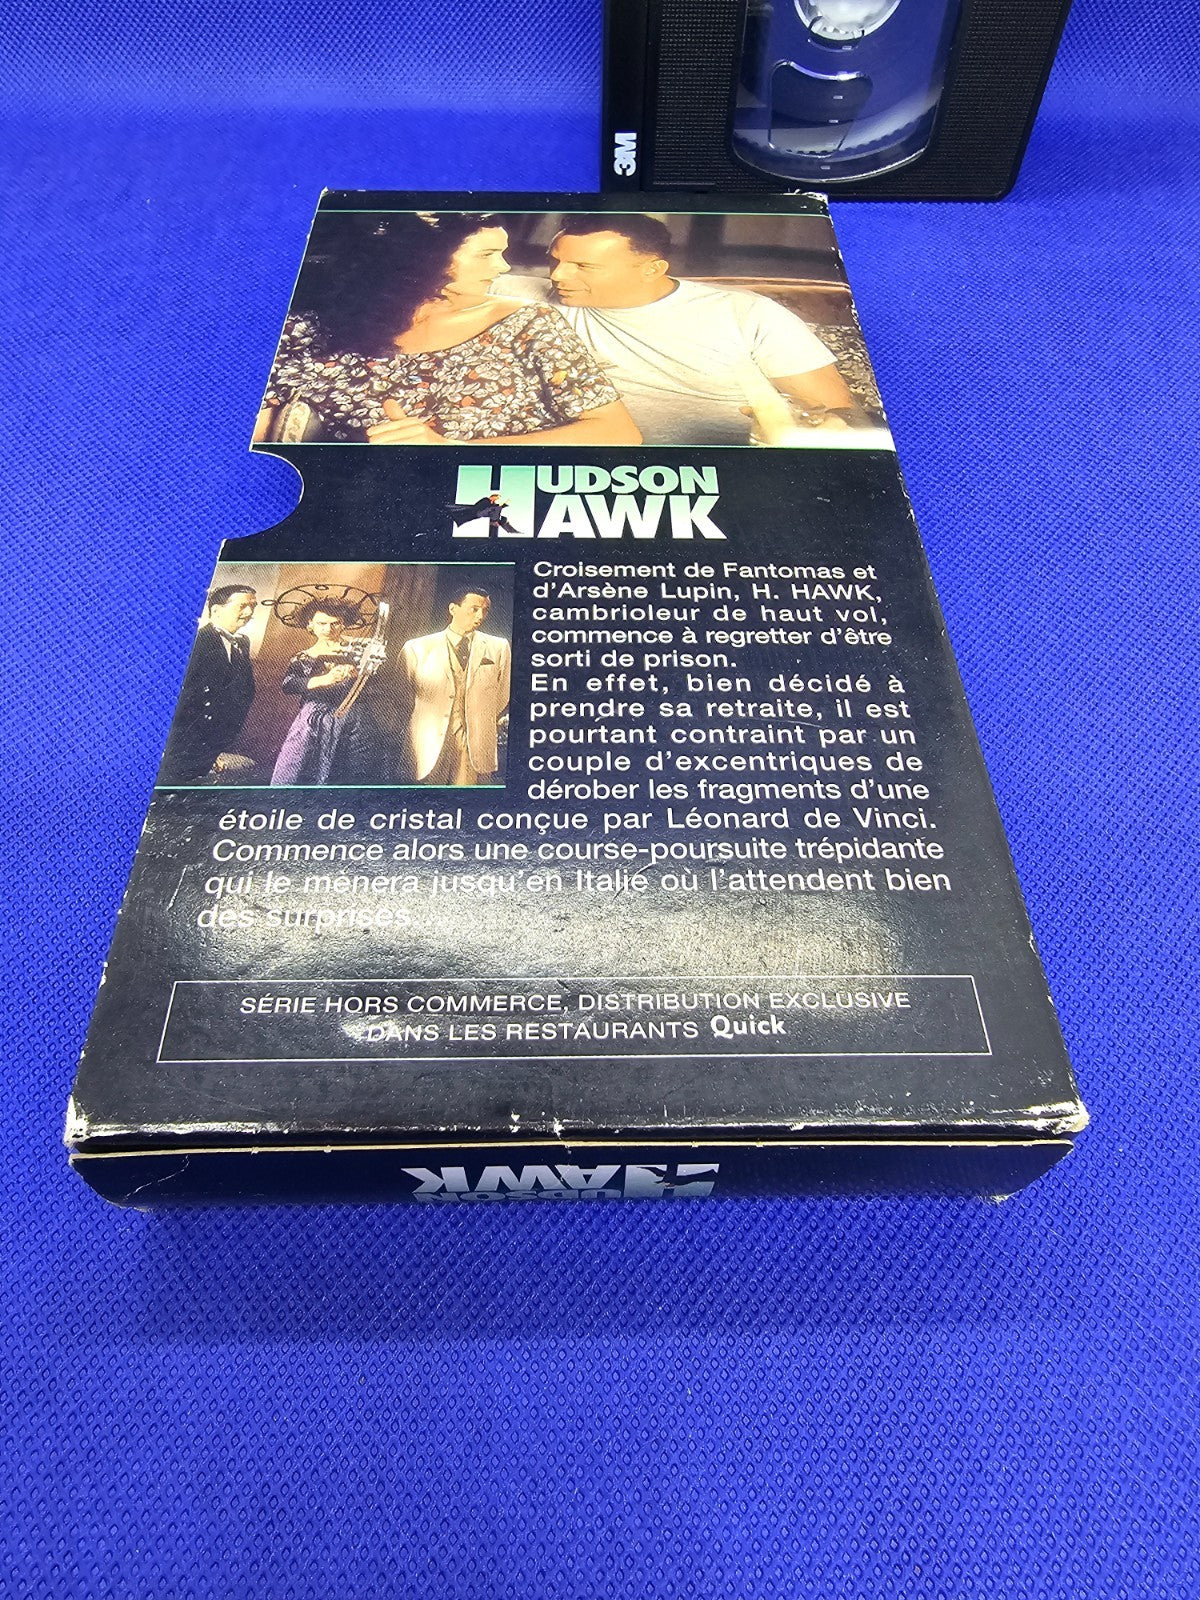 3M
HUDSON
HAWK
Croisement de Fantomas et
d'Arsène Lupin, H. HAWK,
cambrioleur de haut vol,
commence à regretter d'être
sorti de prison.
En effet, bien décidé à
prendre sa retraite, il est
pourtant contraint par un
couple d'excentriques de
dérober les fragments d'une
étoile de cristal conçue par Léonard de Vinci.
Commence alors une course-poursuite trépidante
qui le mènera jusqu'en Italie où l'attendent bien
des surprises...
SÉRIE HORS COMMERCE, DISTRIBUTION EXCLUSIVE
DANS LES RESTAURANTS Quick
HUDSON
HAWK